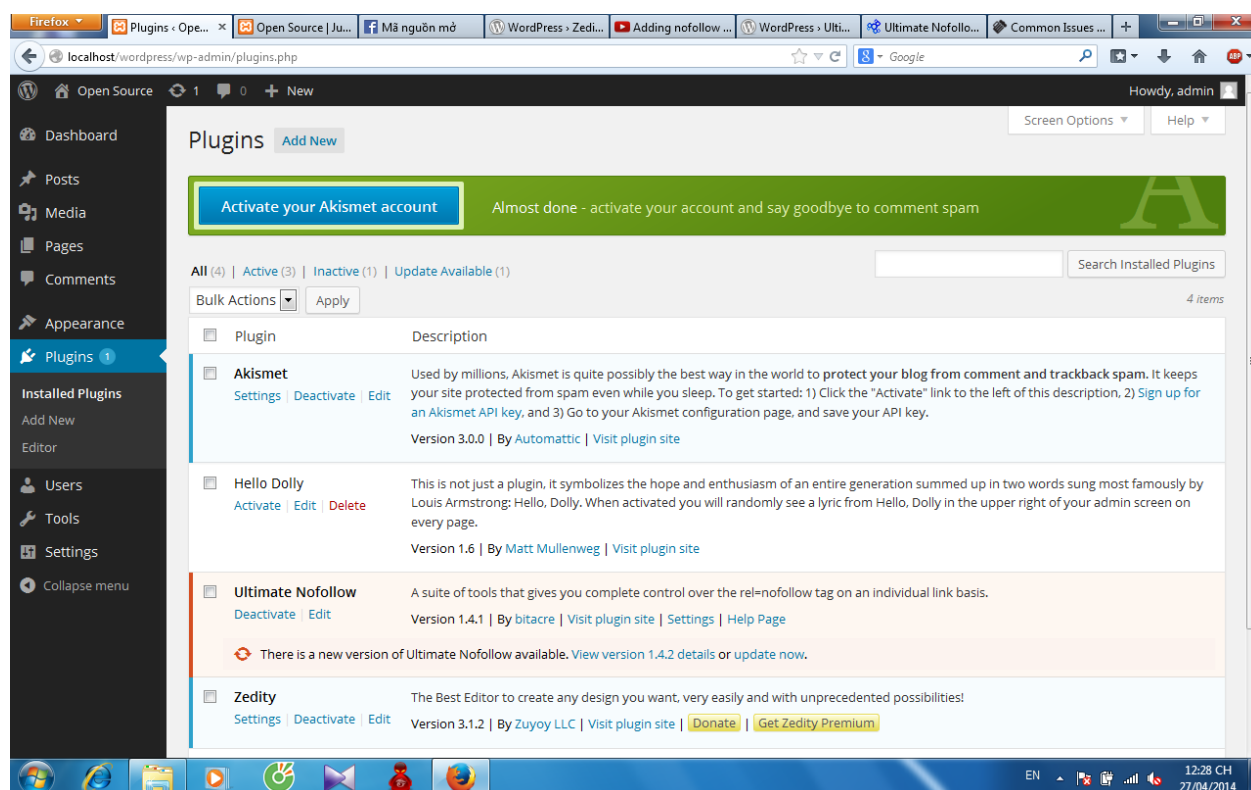 Firefox
Plugins ‹ Ope... ×
Open Source | Ju...
Mã nguồn mở
WordPress › Zedi...
Adding nofollow ...
WordPress › Ulti...
Ultimate Nofollo...
Common Issues ...
+
localhost/wordpress/wp-admin/plugins.php
Google
Open Source 1 0 + New
Howdy, admin
Screen Options
Help
Dashboard
Posts
Media
Pages
Comments
Appearance
Plugins 1
Installed Plugins
Add New
Editor
Users
Tools
Settings
Collapse menu
Plugins Add New
Activate your Akismet account
Almost done - activate your account and say goodbye to comment spam
A
All (4) | Active (3) | Inactive (1) | Update Available (1)
Search Installed Plugins
Bulk Actions Apply
4 items
Plugin Description
Akismet
Settings | Deactivate | Edit
Used by millions, Akismet is quite possibly the best way in the world to protect your blog from comment and trackback spam. It keeps
your site protected from spam even while you sleep. To get started: 1) Click the "Activate" link to the left of this description, 2) Sign up for
an Akismet API key, and 3) Go to your Akismet configuration page, and save your API key.
Version 3.0.0 | By Automattic | Visit plugin site
Hello Dolly
Activate | Edit | Delete
This is not just a plugin, it symbolizes the hope and enthusiasm of an entire generation summed up in two words sung most famously by
Louis Armstrong: Hello, Dolly. When activated you will randomly see a lyric from Hello, Dolly in the upper right of your admin screen on
every page.
Version 1.6 | By Matt Mullenweg | Visit plugin site
Ultimate Nofollow
Deactivate | Edit
A suite of tools that gives you complete control over the rel=nofollow tag on an individual link basis.
Version 1.4.1 | By bitacre | Visit plugin site | Settings | Help Page
There is a new version of Ultimate Nofollow available. View version 1.4.2 details or update now.
Zedity
Settings | Deactivate | Edit
The Best Editor to create any design you want, very easily and with unprecedented possibilities!
Version 3.1.2 | By Zuyoy LLC | Visit plugin site | Donate | Get Zedity Premium
EN
12:28 CH
27/04/2014